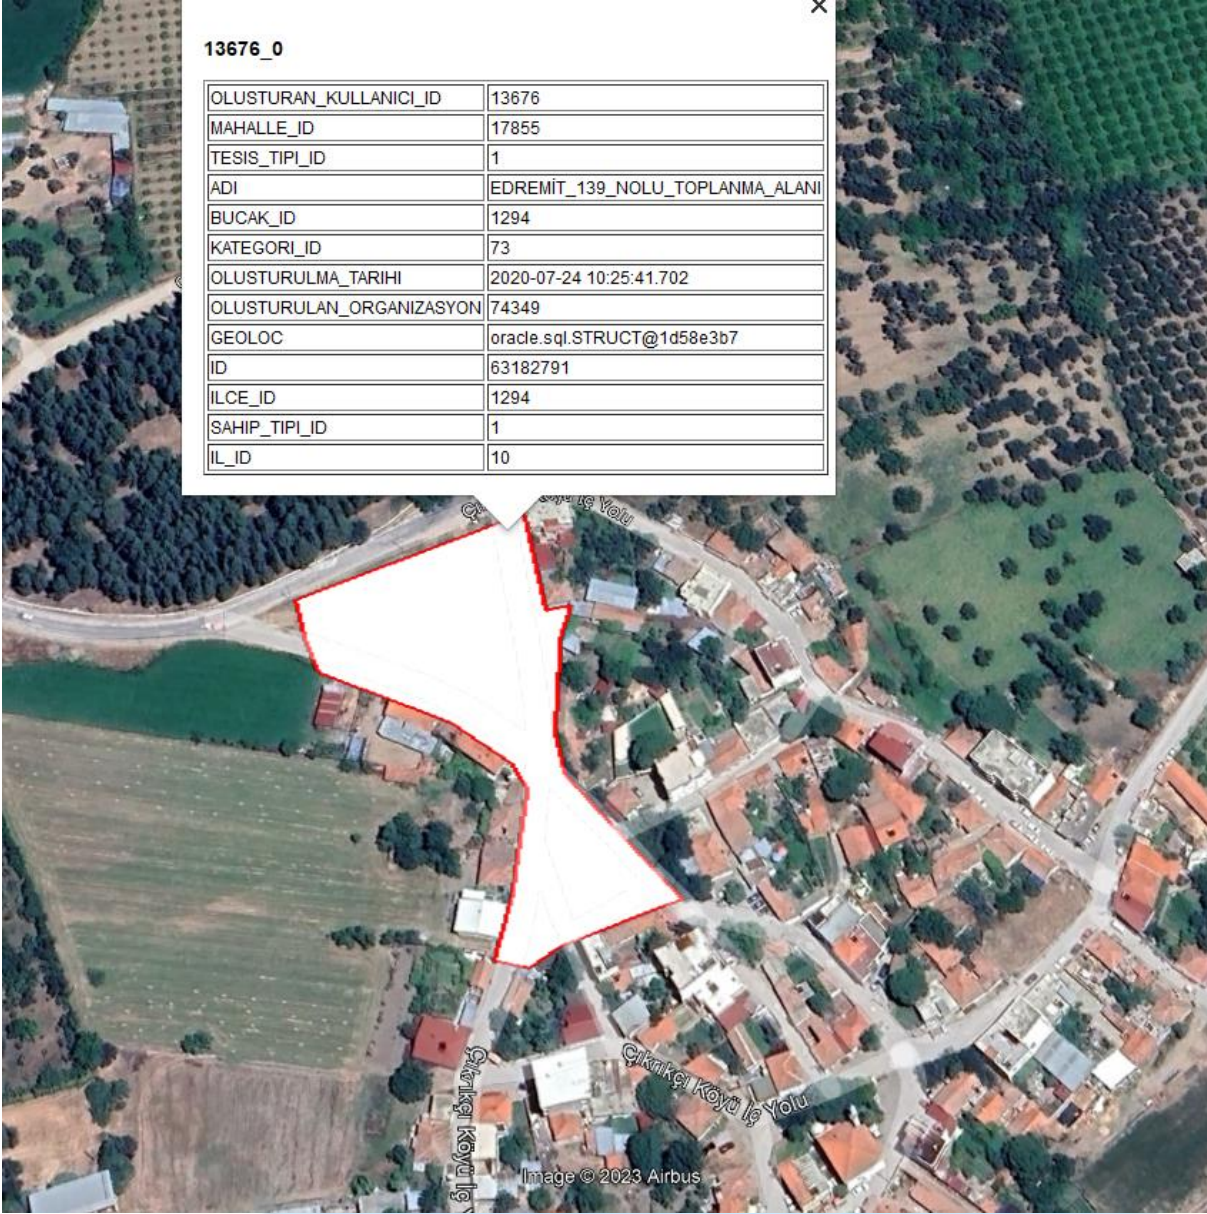 13676_0
OLUSTURAN_KULLANICI_ID 13676
MAHALLE_ID 17855
TESIS_TIPI_ID 1
ADI EDREMİT_139_NOLU_TOPLANMA_ALANI
BUCAK_ID 1294
KATEGORI_ID 73
OLUSTURULMA_TARIHI 2020-07-24 10:25:41.702
OLUSTURULAN_ORGANIZASYON 74349
GEOLOC oracle.sql.STRUCT@1d58e3b7
ID 63182791
ILCE_ID 1294
SAHIP_TIPI_ID 1
IL_ID 10
İç Yolu
Çıkrıkçı Köyü İç Yolu
Çıkrıkçı Köyü İç
Image © 2023 Airbus